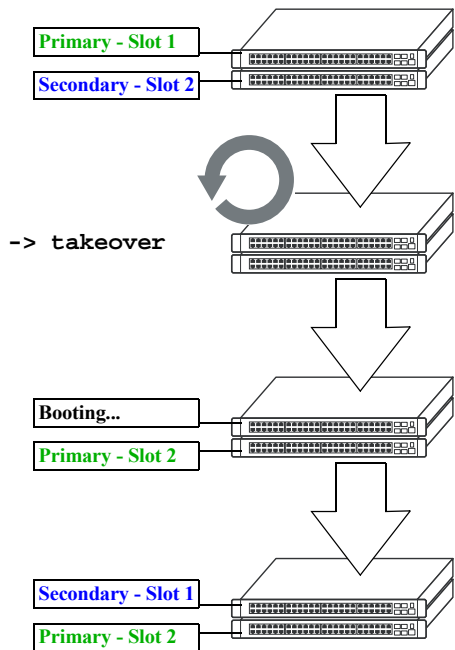 Primary - Slot 1
Secondary - Slot 2
-> takeover
Booting...
Primary - Slot 2
Secondary - Slot 1
Primary - Slot 2